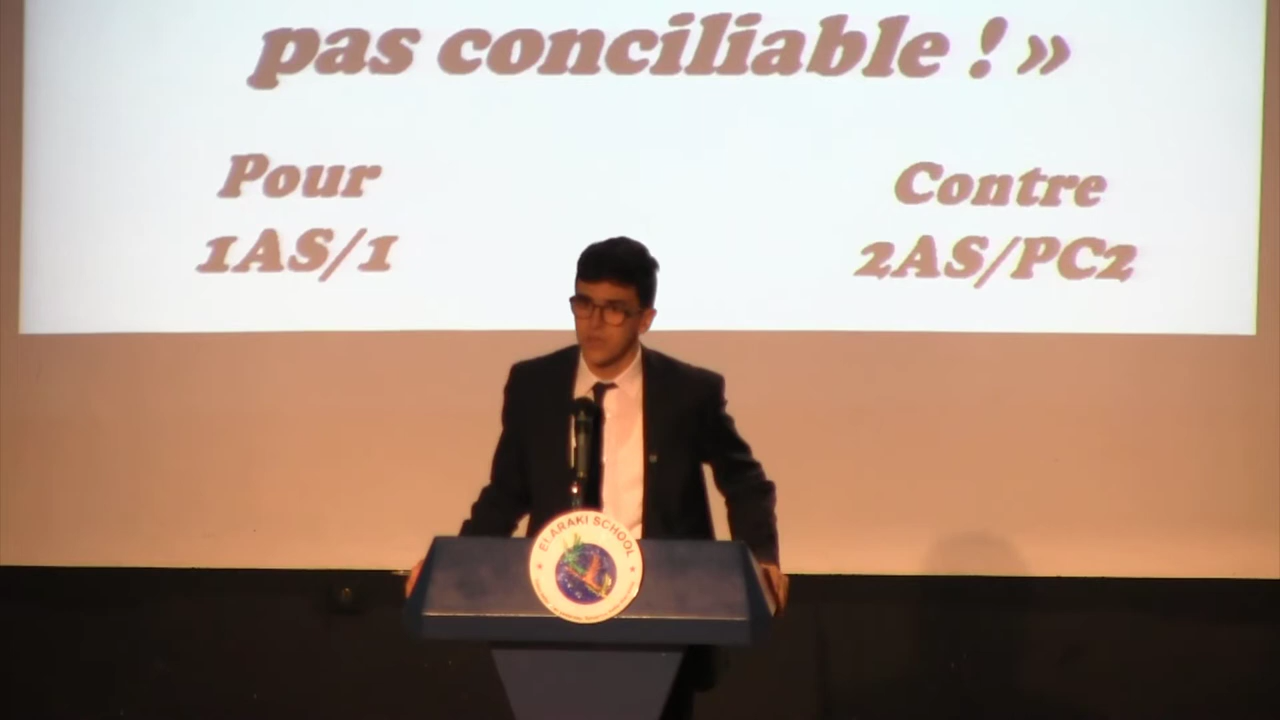 pas conciliable ! »
Pour
Contre
1AS/1
2AS/PC2
EL ARAKI SCHOOL